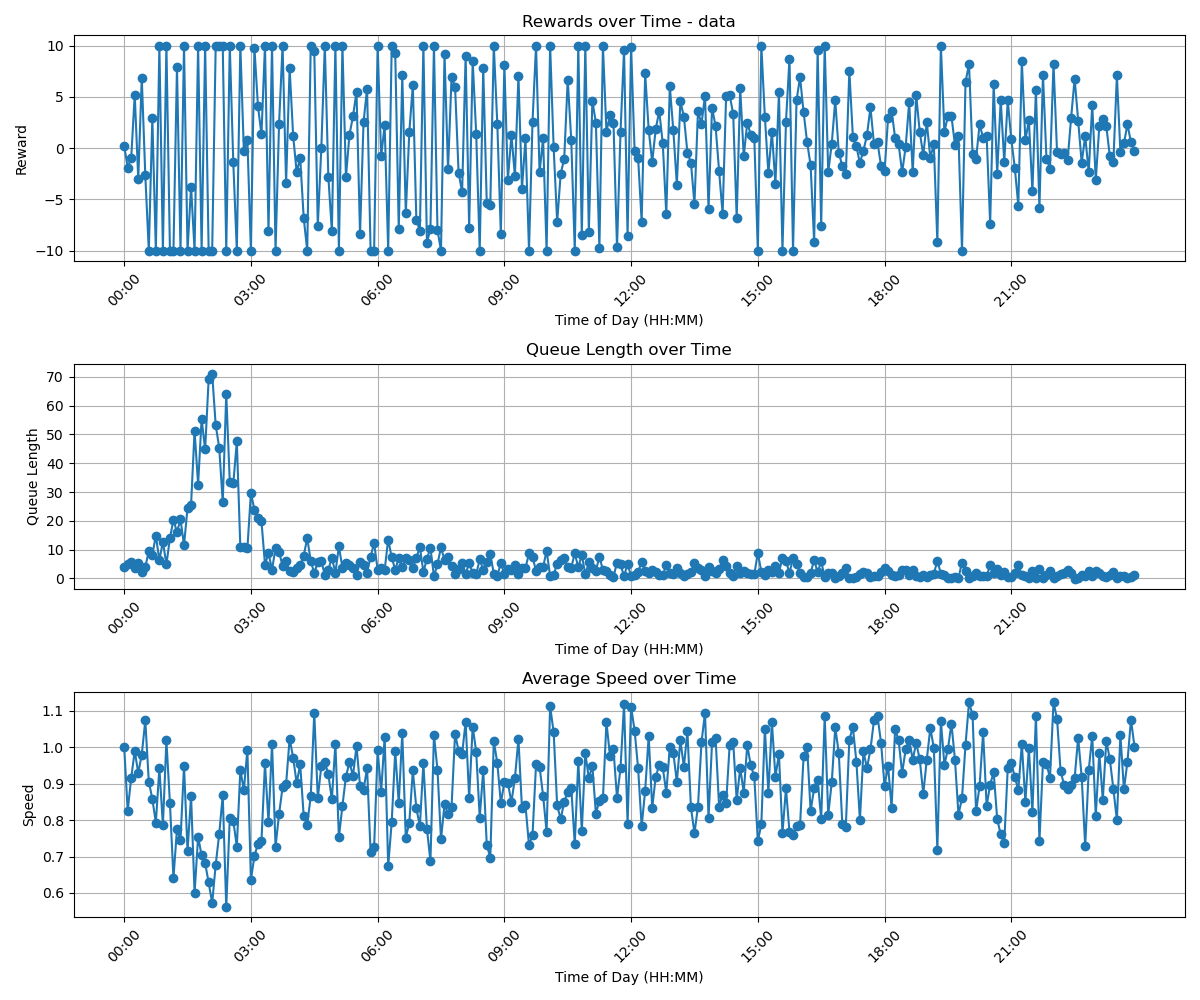 Rewards over Time - data
10
5
0
−5
−10
Reward
00:00 03:00 06:00 09:00 12:00 15:00 18:00 21:00
Time of Day (HH:MM)
Queue Length over Time
70
60
50
40
30
20
10
0
Queue Length
00:00 03:00 06:00 09:00 12:00 15:00 18:00 21:00
Time of Day (HH:MM)
Average Speed over Time
1.1
1.0
0.9
0.8
0.7
0.6
Speed
00:00 03:00 06:00 09:00 12:00 15:00 18:00 21:00
Time of Day (HH:MM)